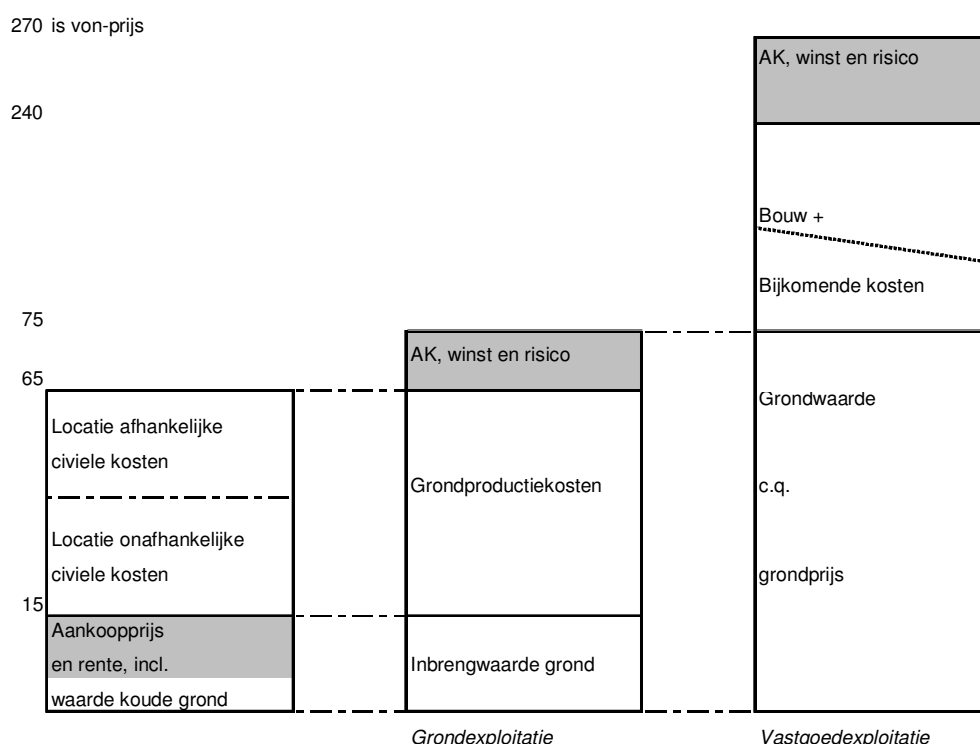 270 is von-prijs
AK, winst en risico
240
Bouw +
Bijkomende kosten
75
AK, winst en risico
65
Grondwaarde
Locatie afhankelijke
civiele kosten
Grondproductiekosten
c.q.
Locatie onafhankelijke
civiele kosten
grondprijs
15
Aankoopprijs
en rente, incl.
waarde koude grond
Inbrengwaarde grond
Grondexploitatie
Vastgoedexploitatie